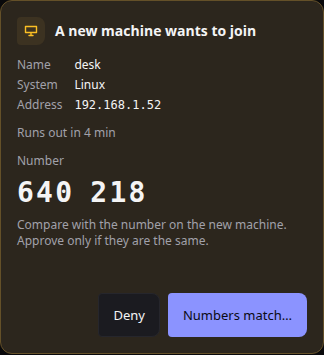 A new machine wants to join
Name desk
System Linux
Address 192.168.1.52
Runs out in 4 min
Number
640 218
Compare with the number on the new machine.
Approve only if they are the same.
Deny Numbers match...